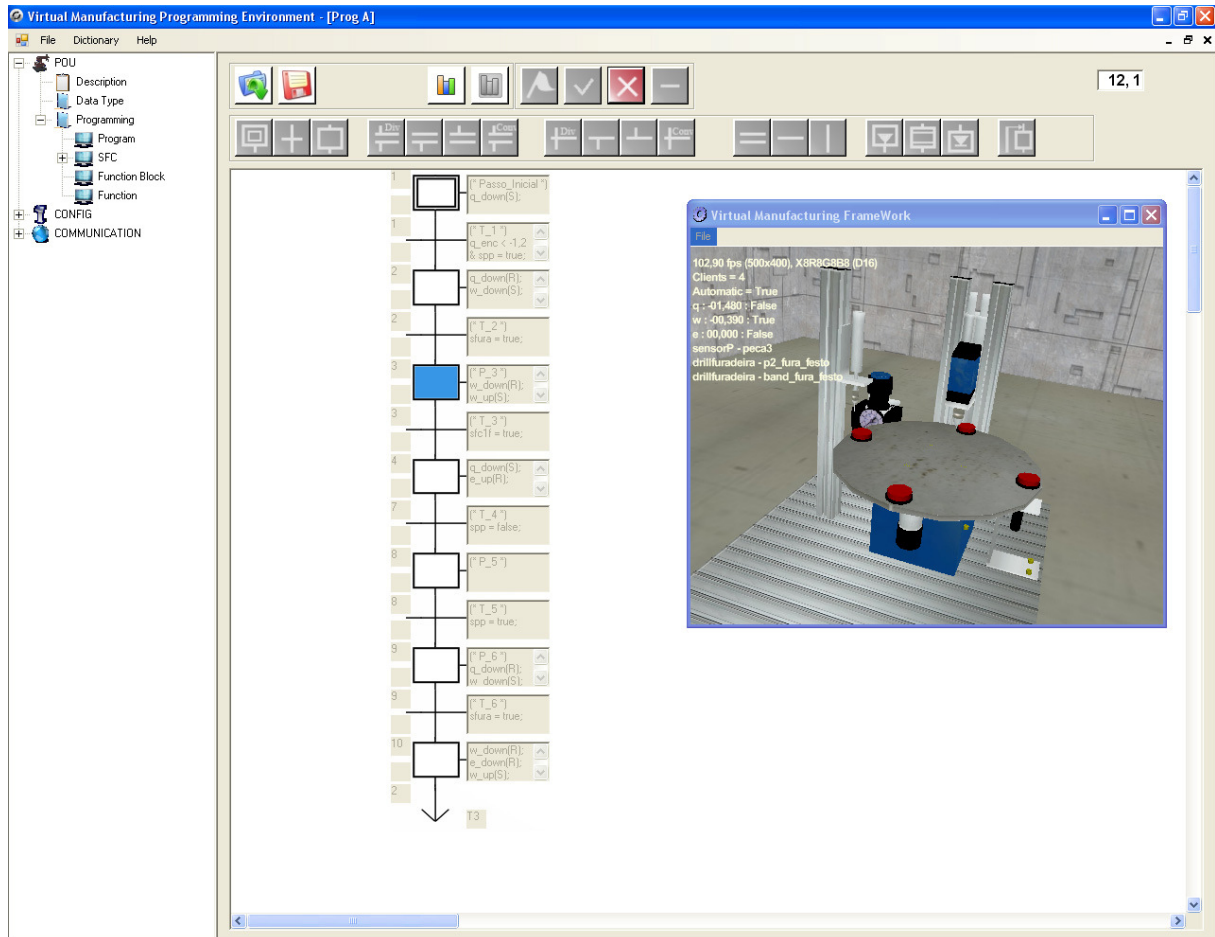 Virtual Manufacturing Programming Environment - [Prog A]
File Dictionary Help
POU
Description
Data Type
Programming
Program
SFC
Function Block
Function
CONFIG
COMMUNICATION
12, 1
Div
Conv
Div
Conv
1
(* Passo_Inicial *)
q_down(S);
1
(* T_1 *)
q_enc < -1,2
& spp = true;
2
q_down(R);
w_down(S);
2
(* T_2 *)
sfura = true;
3
(* P_3 *)
w_down(R);
w_up(S);
3
(* T_3 *)
sfc1f = true;
4
q_down(S);
e_up(R);
7
(* T_4 *)
spp = false;
8
(* P_5 *)
8
(* T_5 *)
spp = true;
9
(* P_6 *)
q_down(R);
w_down(S);
9
(* T_6 *)
sfura = true;
10
w_down(R);
e_down(R);
w_up(S);
2
T3
Virtual Manufacturing FrameWork
File
102,90 fps (500x400), X8R8G8B8 (D16)
Clients = 4
Automatic = True
q : -01,480 : False
w : -00,390 : True
e : 00,000 : False
sensorP - peca3
drillfuradeira - p2_fura_festo
drillfuradeira - band_fura_festo